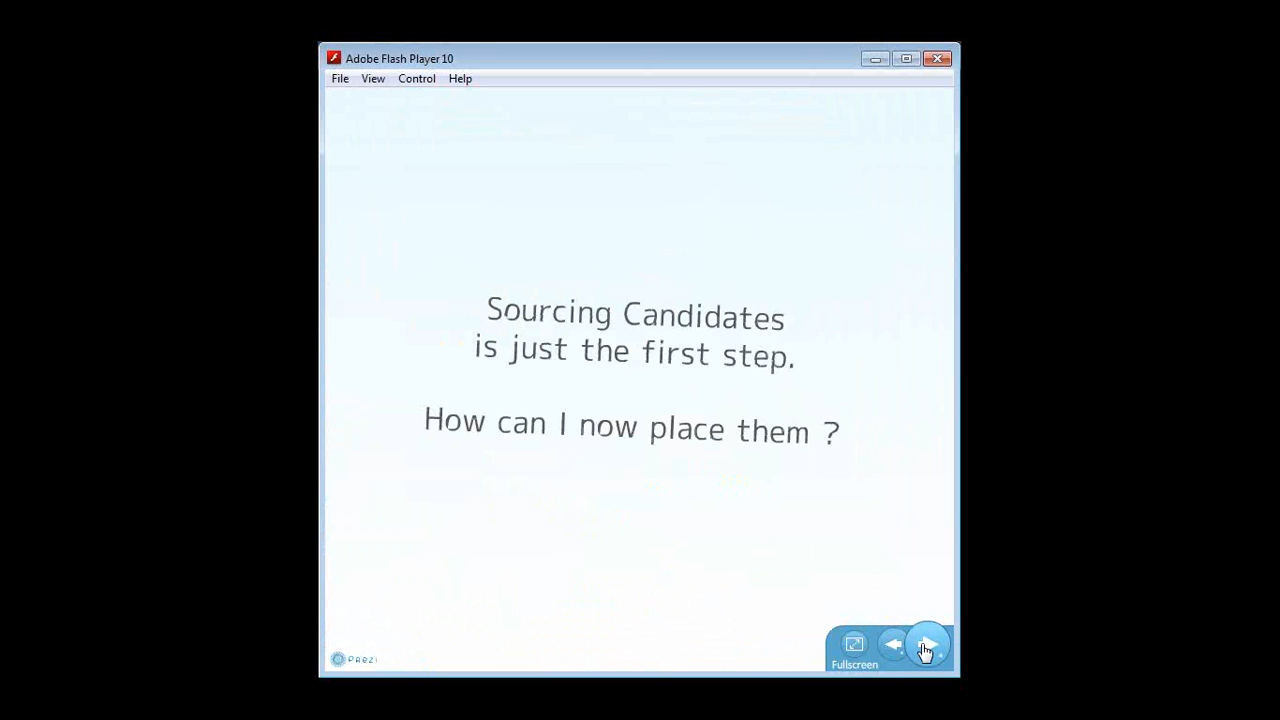 Adobe Flash Player 10
File View Control Help
Sourcing Candidates
is just the first step.
How can I now place them ?
Prezi
Fullscreen